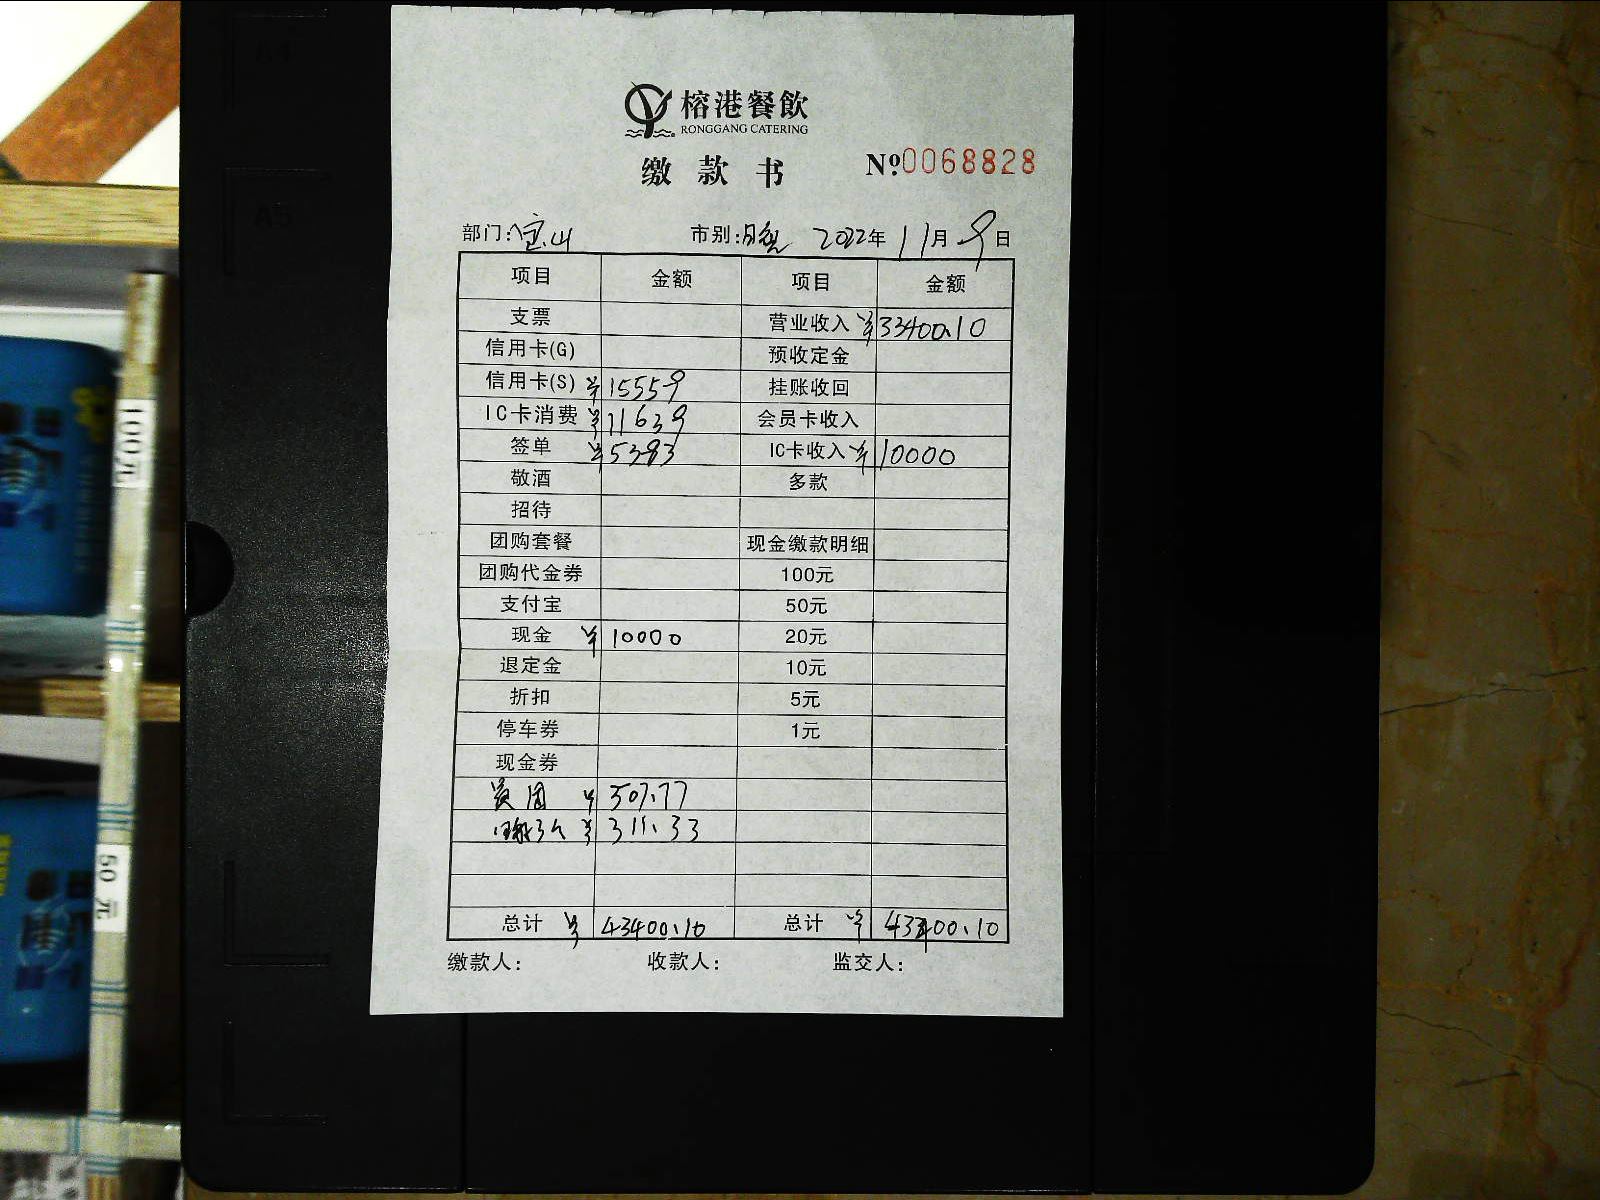 榕港餐飲
RONGGANG CATERING
缴款书 №0068828
部门:宝山 市别: 2022年11月9日
项目 金额 项目 金额
支票 营业收入 ¥33400.10
信用卡(G) 预收定金
信用卡(S) ¥15559 挂账收回
IC卡消费 ¥11639 会员卡收入
签单 ¥5383 IC卡收入 ¥10000
敬酒 多款
招待
团购套餐 现金缴款明细
团购代金券 100元
支付宝 50元
现金 ¥10000 20元
退定金 10元
折扣 5元
停车券 1元
现金券
美团 ¥507.77
¥311.33
总计 ¥43400.10 总计 ¥43400.10
缴款人: 收款人: 监交人:
A4
A5
100元
50元